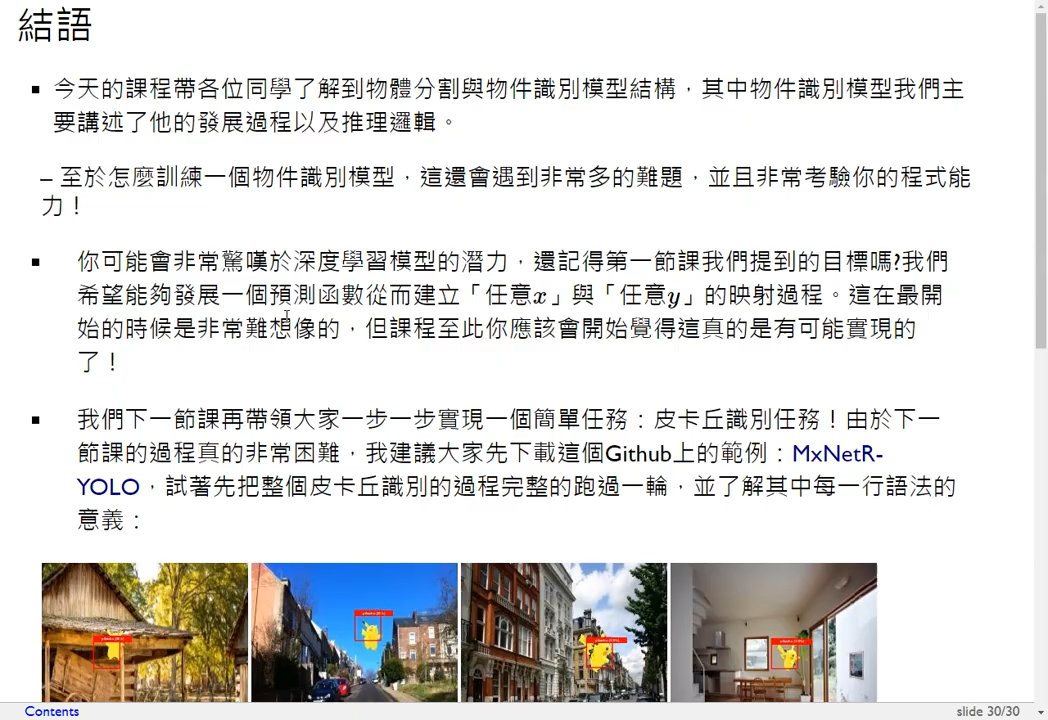 結語
▪ 今天的課程帶各位同學了解到物體分割與物件識別模型結構，其中物件識別模型我們主
要講述了他的發展過程以及推理邏輯。
– 至於怎麼訓練一個物件識別模型，這還會遇到非常多的難題，並且非常考驗你的程式能
力！
▪ 你可能會非常驚嘆於深度學習模型的潛力，還記得第一節課我們提到的目標嗎?我們
希望能夠發展一個預測函數從而建立「任意x」與「任意y」的映射過程。這在最開
始的時候是非常難想像的，但課程至此你應該會開始覺得這真的是有可能實現的
了！
▪ 我們下一節課再帶領大家一步一步實現一個簡單任務：皮卡丘識別任務！由於下一
節課的過程真的非常困難，我建議大家先下載這個Github上的範例：MxNetR-
YOLO，試著先把整個皮卡丘識別的過程完整的跑過一輪，並了解其中每一行語法的
意義：
Contents
slide 30/30